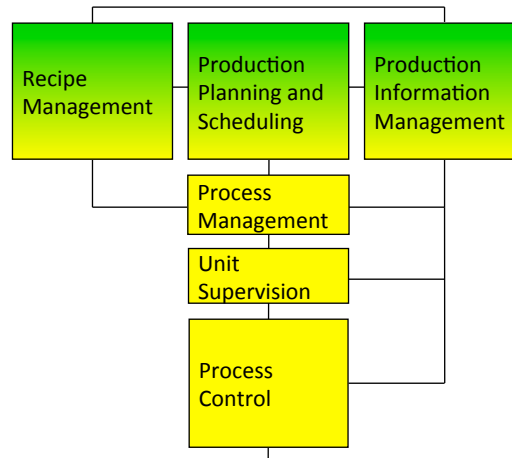 Recipe
Management
Production
Planning and
Scheduling
Production
Information
Management
Process
Management
Unit
Supervision
Process
Control